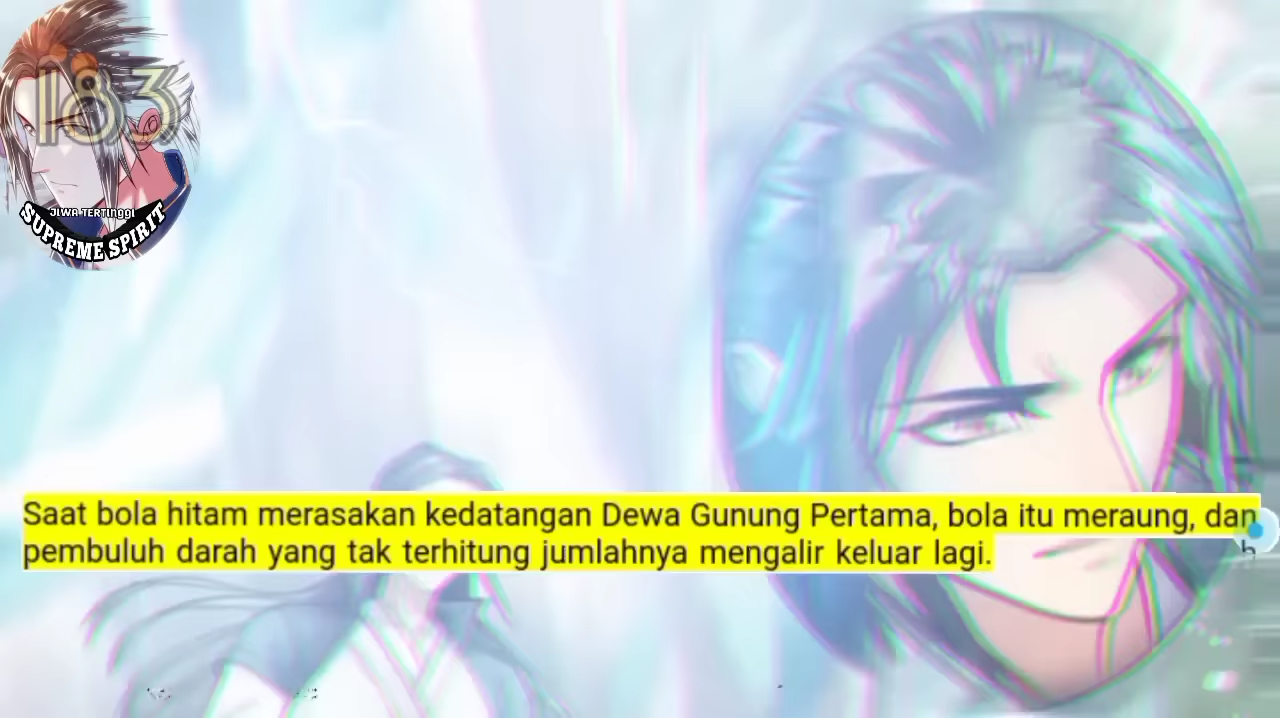 183
JIWA TERTINGGI
SUPREME SPIRIT
Saat bola hitam merasakan kedatangan Dewa Gunung Pertama, bola itu meraung, dan
pembuluh darah yang tak terhitung jumlahnya mengalir keluar lagi.